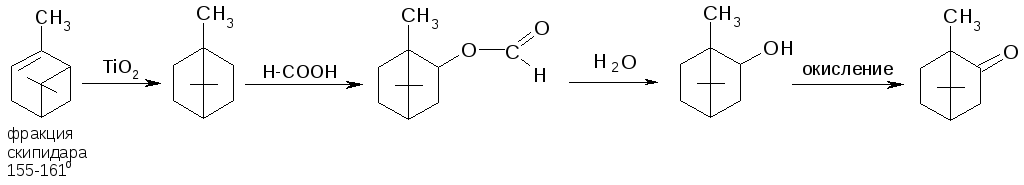 CH3
TiO2
H-COOH
CH3
CH3
O
C
O
H
H2O
CH3
OH
окисление
CH3
O
фракция
скипидара
155-161°